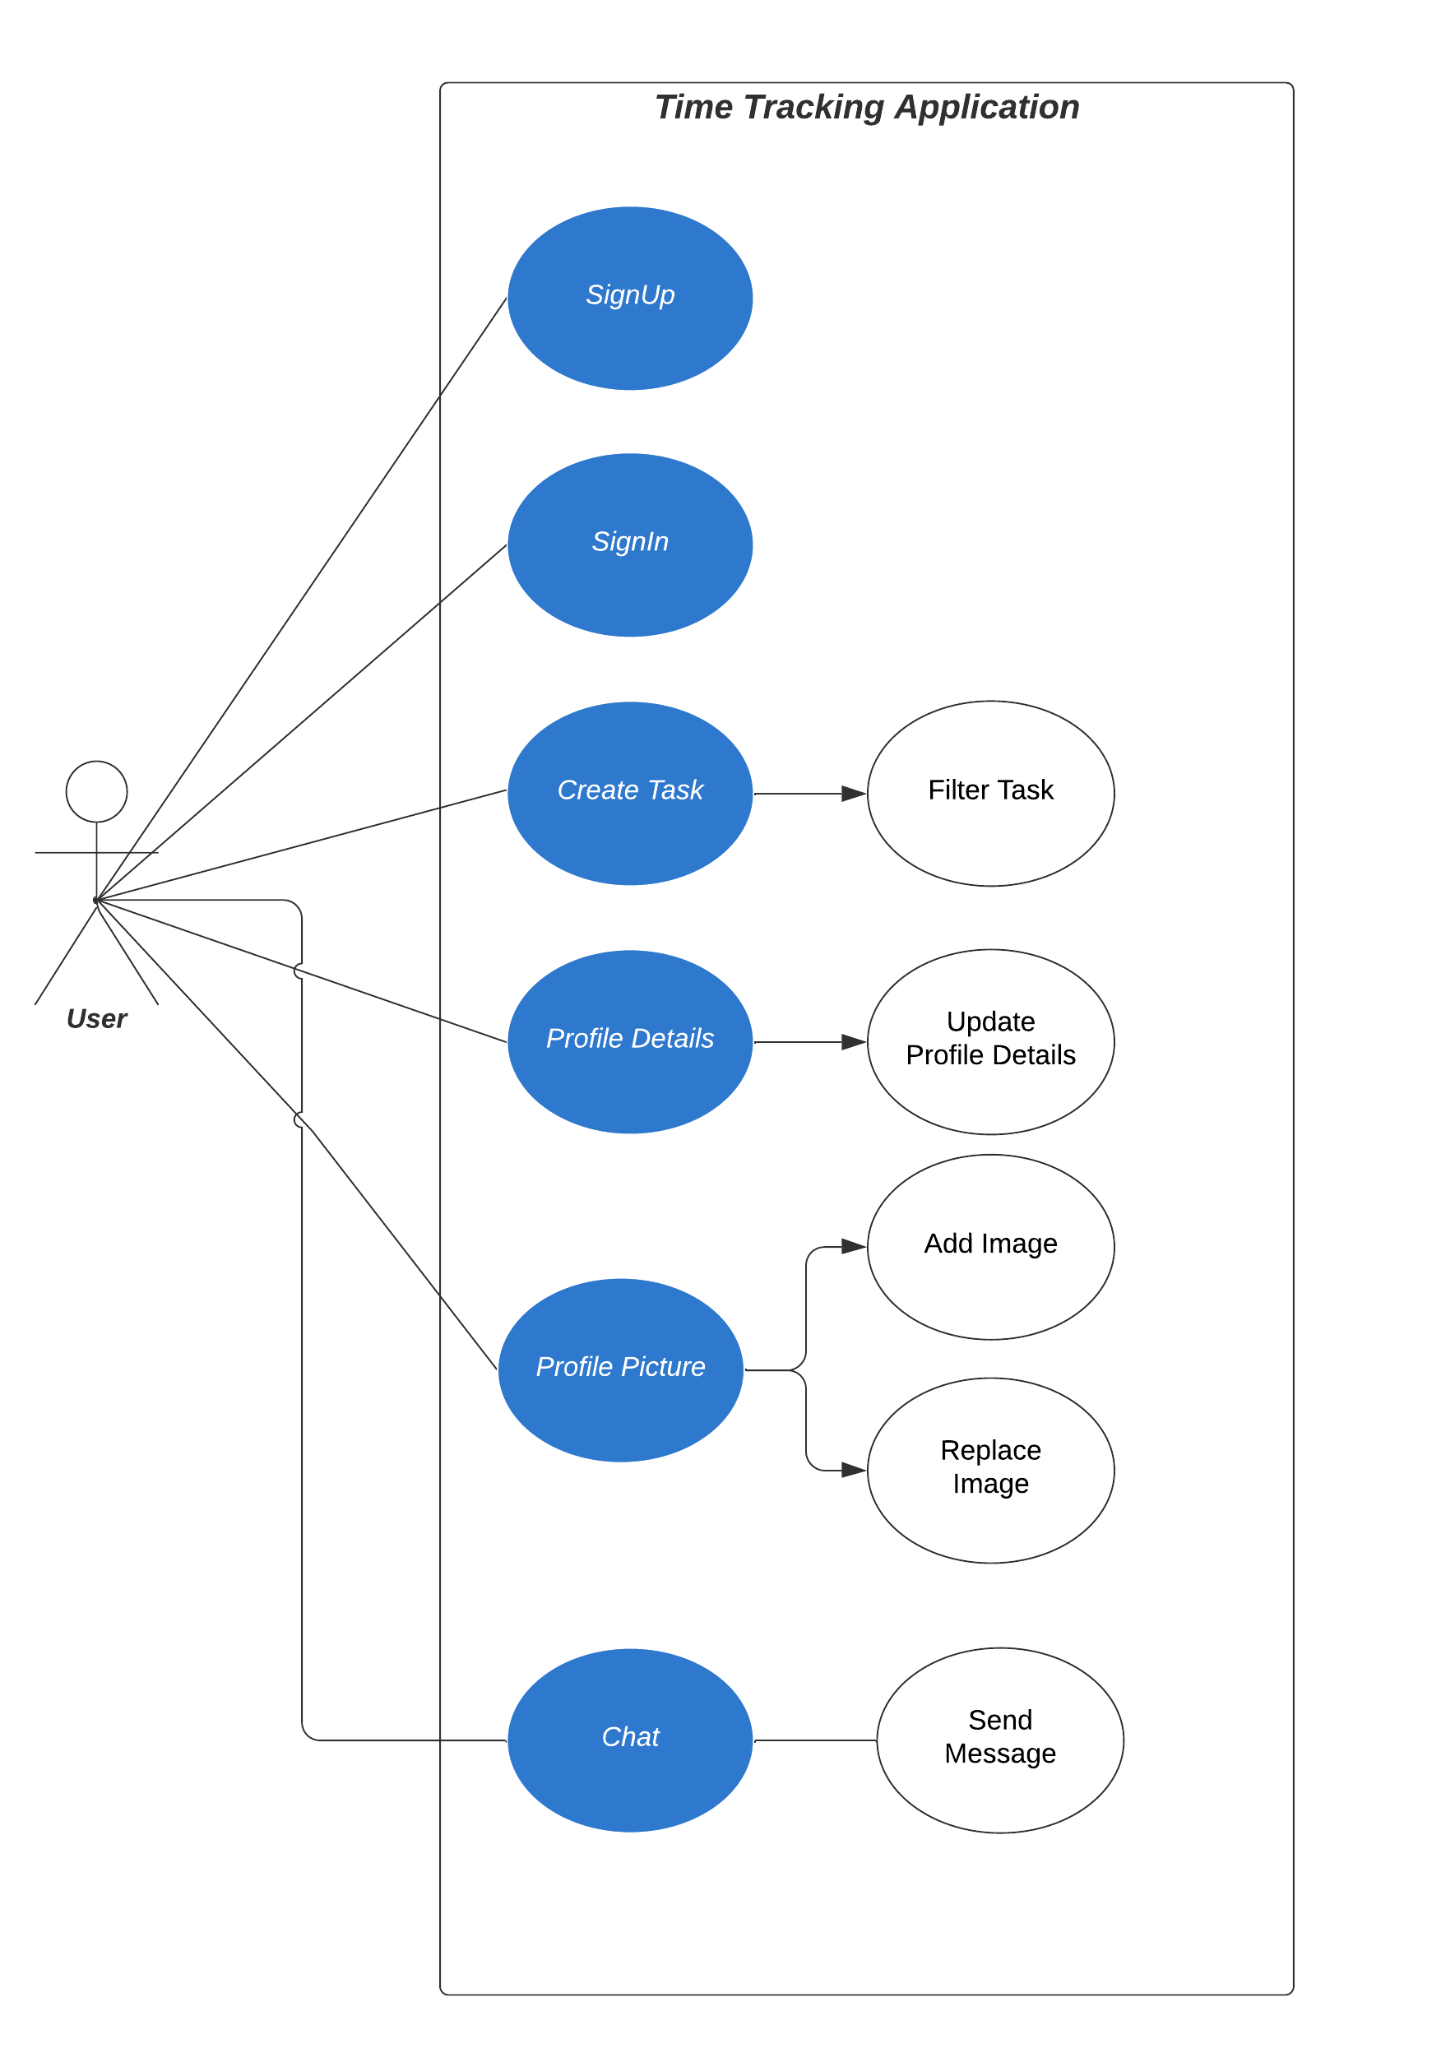 Time Tracking Application
SignUp
SignIn
Create Task
Filter Task
User
Profile Details
Update
Profile Details
Add Image
Profile Picture
Replace
Image
Chat
Send
Message